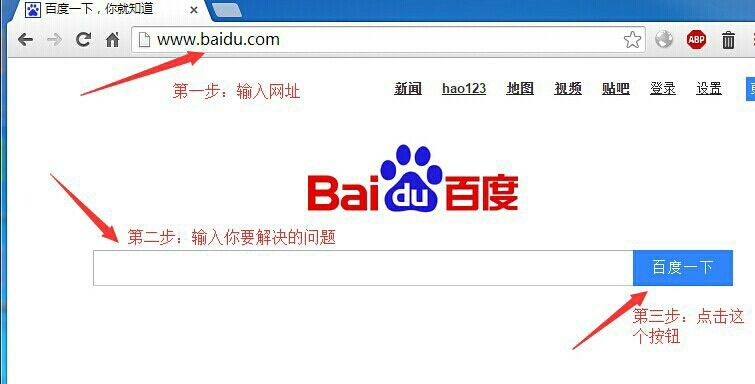 百度一下，你就知道
www.baidu.com
ABP
第一步：输入网址
新闻 hao123 地图 视频 贴吧 登录 设置
Bai du 百度
第二步：输入你要解决的问题
百度一下
第三步：点击这
个按钮